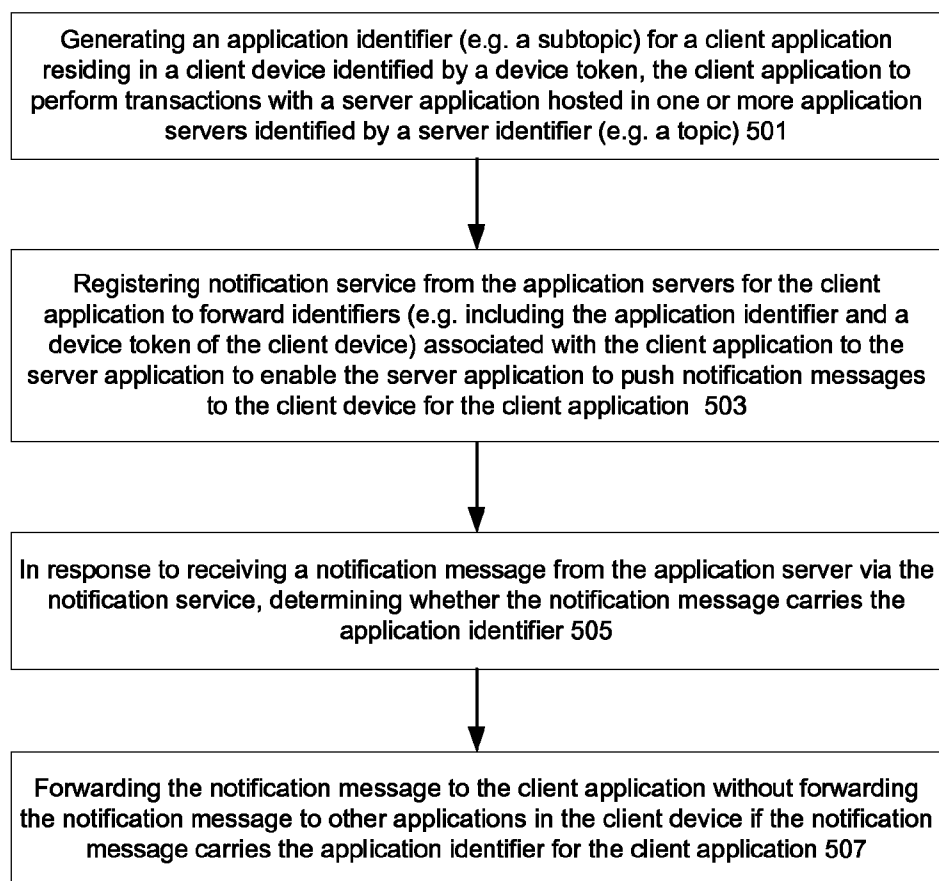 Generating an application identifier (e.g. a subtopic) for a client application
residing in a client device identified by a device token, the client application to
perform transactions with a server application hosted in one or more application
servers identified by a server identifier (e.g. a topic) 501
Registering notification service from the application servers for the client
application to forward identifiers (e.g. including the application identifier and a
device token of the client device) associated with the client application to the
server application to enable the server application to push notification messages
to the client device for the client application 503
In response to receiving a notification message from the application server via the
notification service, determining whether the notification message carries the
application identifier 505
Forwarding the notification message to the client application without forwarding
the notification message to other applications in the client device if the notification
message carries the application identifier for the client application 507